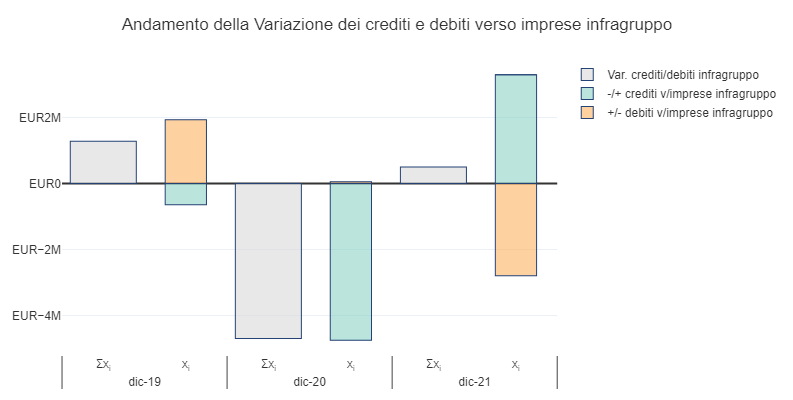 Andamento della Variazione dei crediti e debiti verso imprese infragruppo
Var. crediti/debiti infragruppo
-/+ crediti v/imprese infragruppo
+/- debiti v/imprese infragruppo
EUR2M
EUR0
EUR−2M
EUR−4M
Σxᵢ xᵢ Σxᵢ xᵢ Σxᵢ xᵢ
dic-19 dic-20 dic-21